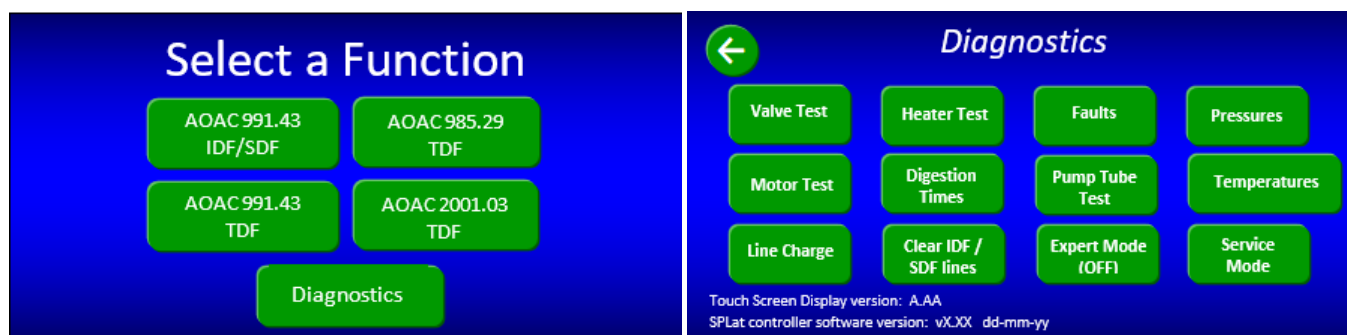 Select a Function
AOAC 991.43
IDF/SDF
AOAC 985.29
TDF
AOAC 991.43
TDF
AOAC 2001.03
TDF
Diagnostics
Diagnostics
Valve Test
Heater Test
Faults
Pressures
Motor Test
Digestion
Times
Pump Tube
Test
Temperatures
Line Charge
Clear IDF /
SDF lines
Expert Mode
(OFF)
Service
Mode
Touch Screen Display version: A.AA
SPLat controller software version: vX.XX dd-mm-yy